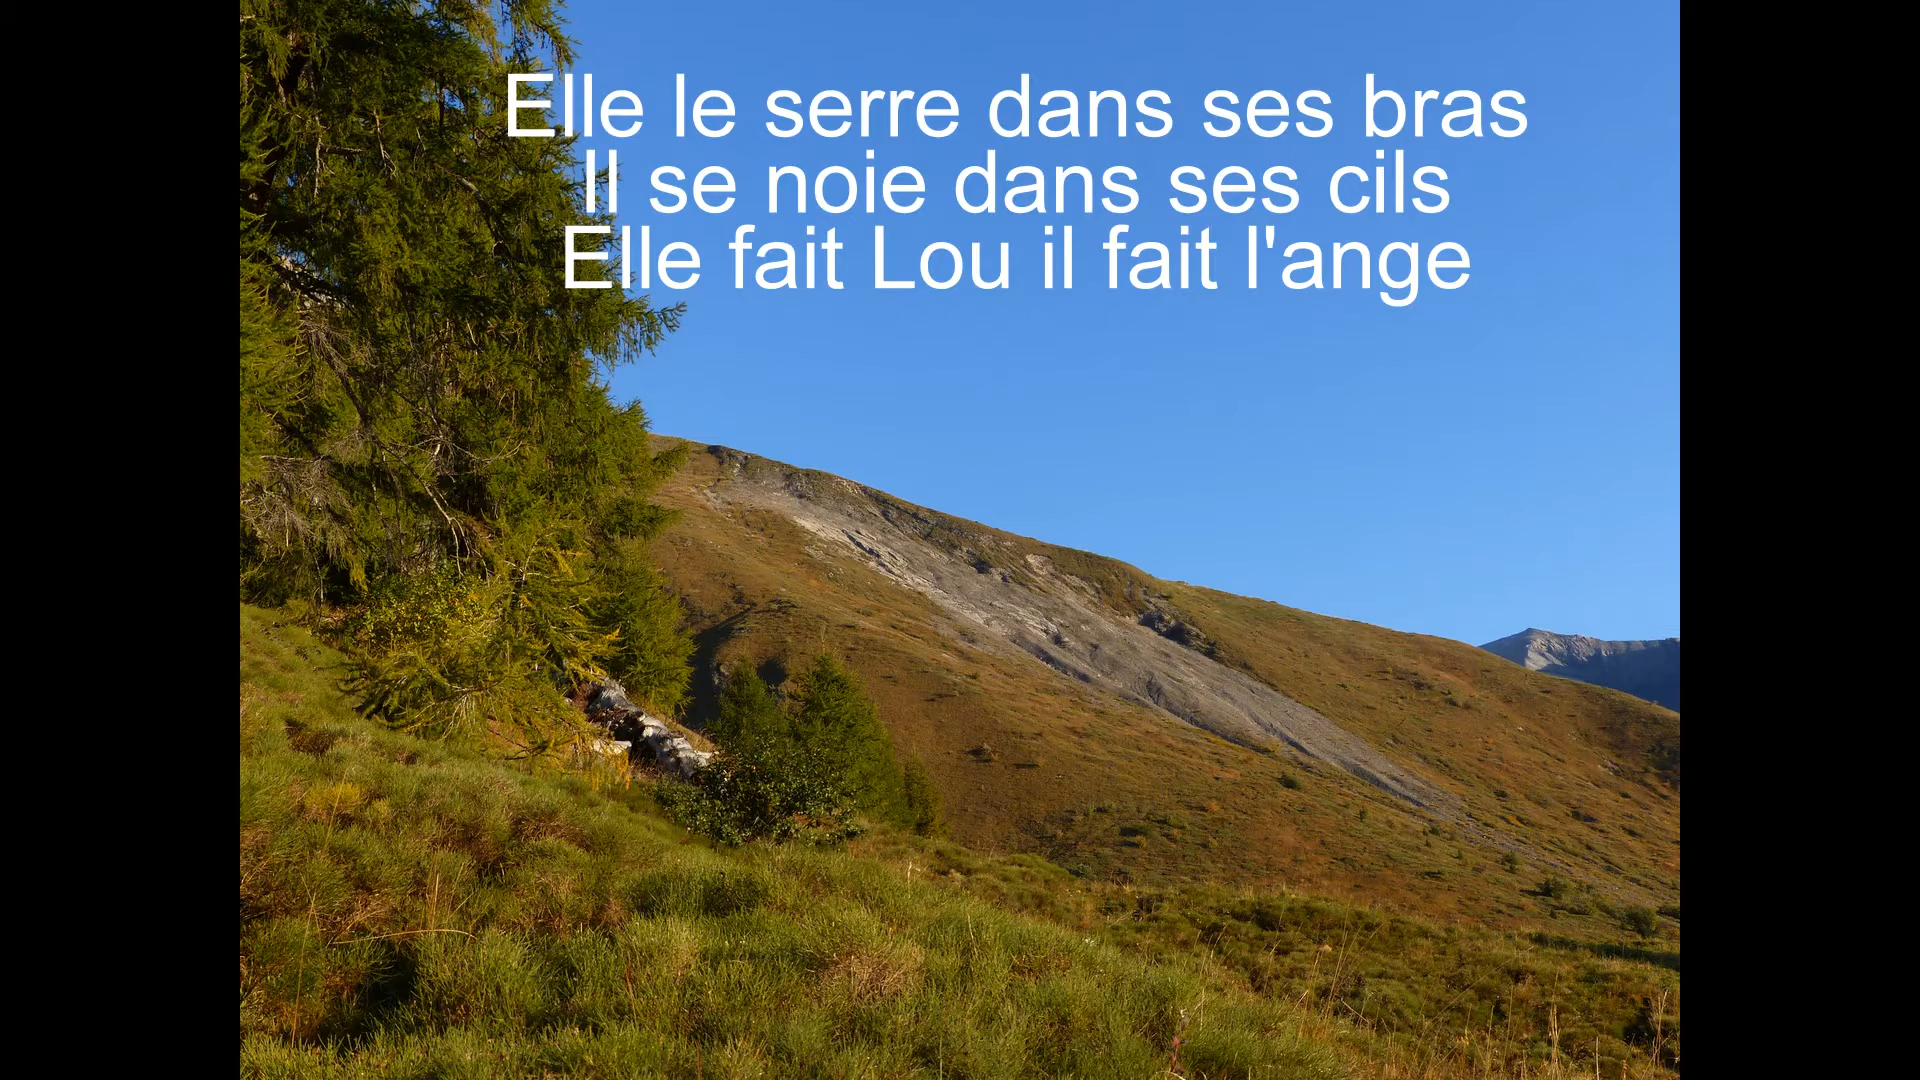 Elle le serre dans ses bras
Il se noie dans ses cils
Elle fait Lou il fait l'ange